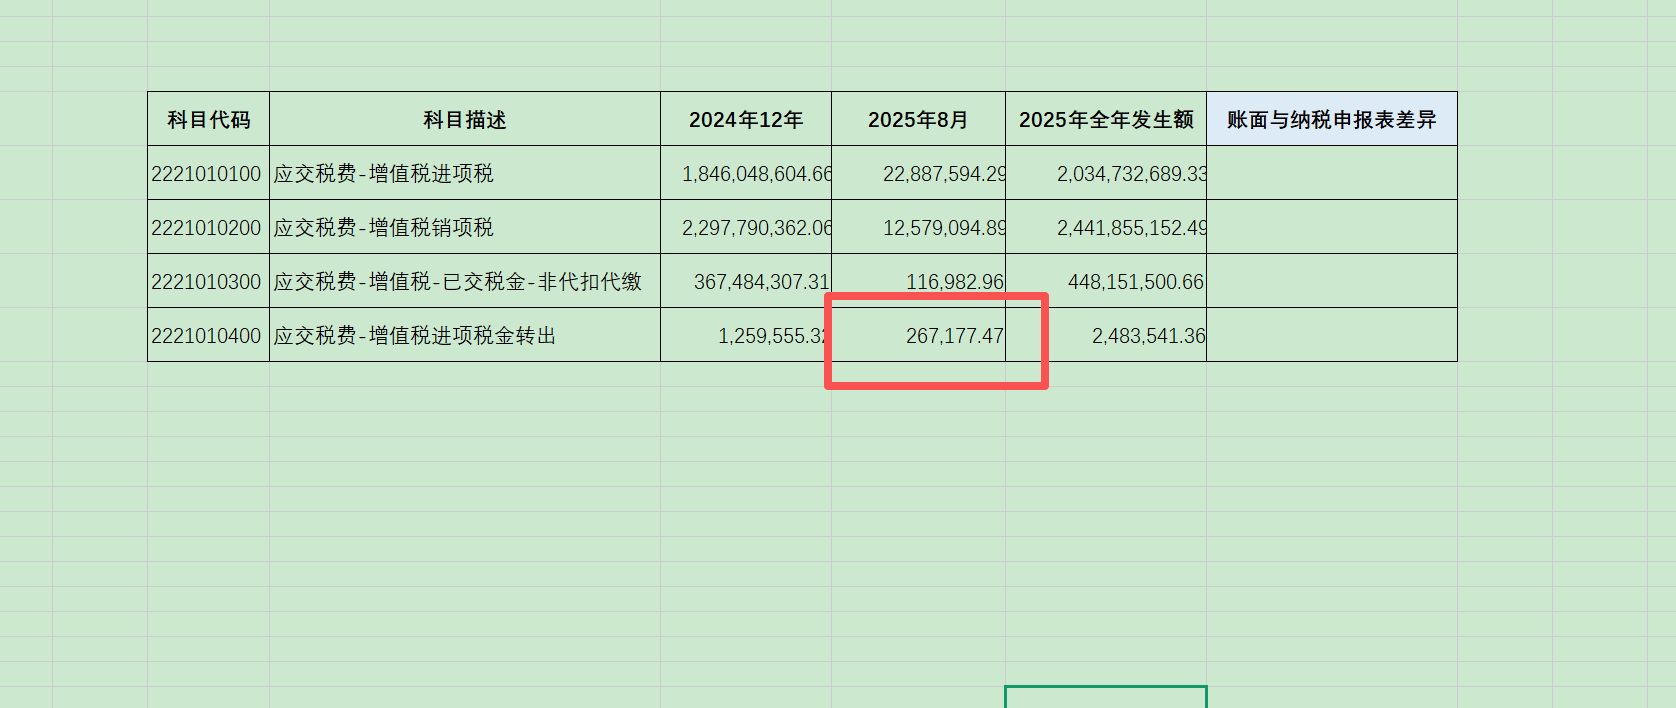 科目代码 科目描述 2024年12年 2025年8月 2025年全年发生额 账面与纳税申报表差异
2221010100 应交税费-增值税进项税 1,846,048,604.66 22,887,594.29 2,034,732,689.33
2221010200 应交税费-增值税销项税 2,297,790,362.06 12,579,094.89 2,441,855,152.49
2221010300 应交税费-增值税-已交税金-非代扣代缴 367,484,307.31 116,982.96 448,151,500.66
2221010400 应交税费-增值税进项税金转出 1,259,555.32 267,177.47 2,483,541.36